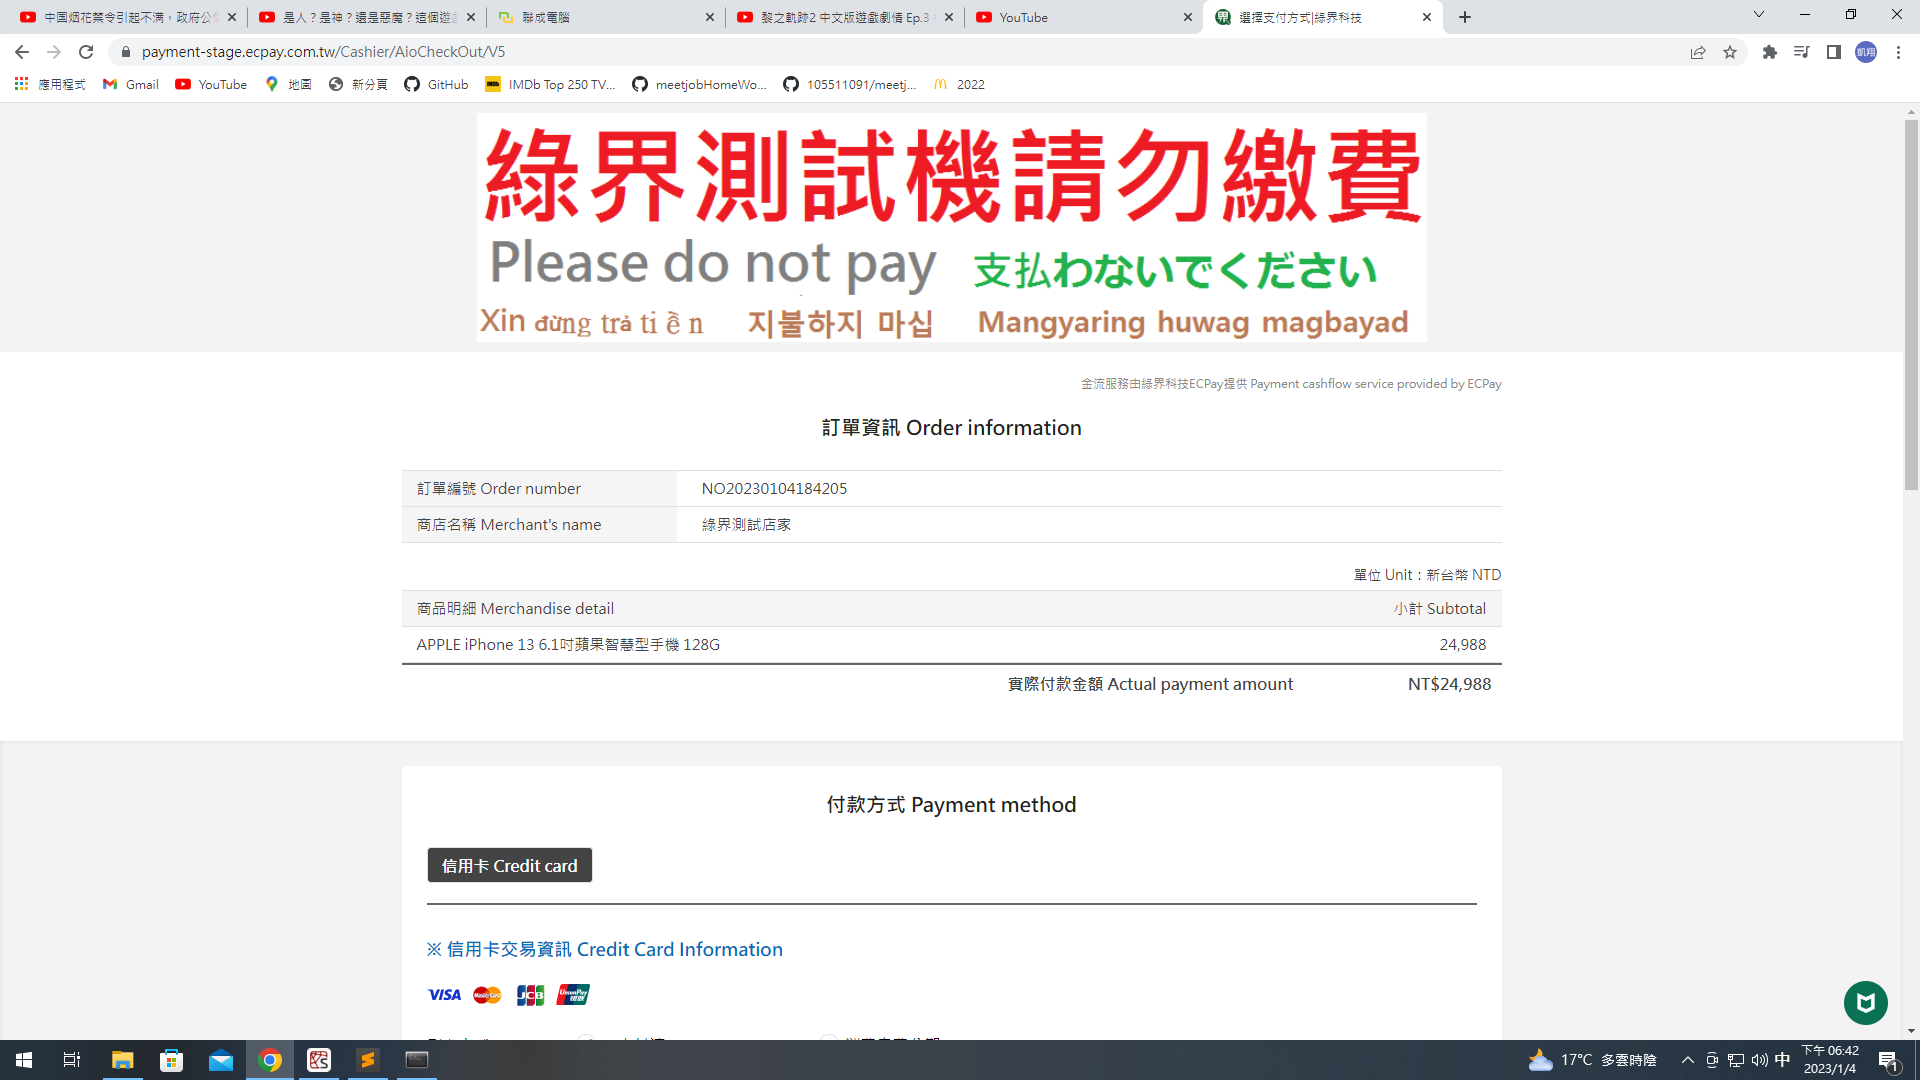 中国烟花禁令引起不满，政府公信
是人？是神？還是惡魔？這個遊戲
聯成電腦
黎之軌跡2 中文版遊戲劇情 Ep.3
YouTube
選擇支付方式|綠界科技
payment-stage.ecpay.com.tw/Cashier/AioCheckOut/V5
凱翔
應用程式
Gmail
YouTube
地圖
新分頁
GitHub
IMDb Top 250 TV...
meetjobHomeWo...
105511091/meetj...
2022
綠界測試機請勿繳費
Please do not pay 支払わないでください
Xin đừng trả tiền 지불하지 마십 Mangyaring huwag magbayad
金流服務由綠界科技ECPay提供 Payment cashflow service provided by ECPay
訂單資訊 Order information
訂單編號 Order number NO20230104184205
商店名稱 Merchant's name 綠界測試店家
單位 Unit：新台幣 NTD
商品明細 Merchandise detail 小計 Subtotal
APPLE iPhone 13 6.1吋蘋果智慧型手機 128G 24,988
實際付款金額 Actual payment amount NT$24,988
付款方式 Payment method
信用卡 Credit card
※ 信用卡交易資訊 Credit Card Information
VISA MasterCard JCB UnionPay 银联
17°C 多雲時陰
中
下午 06:42
2023/1/4
1